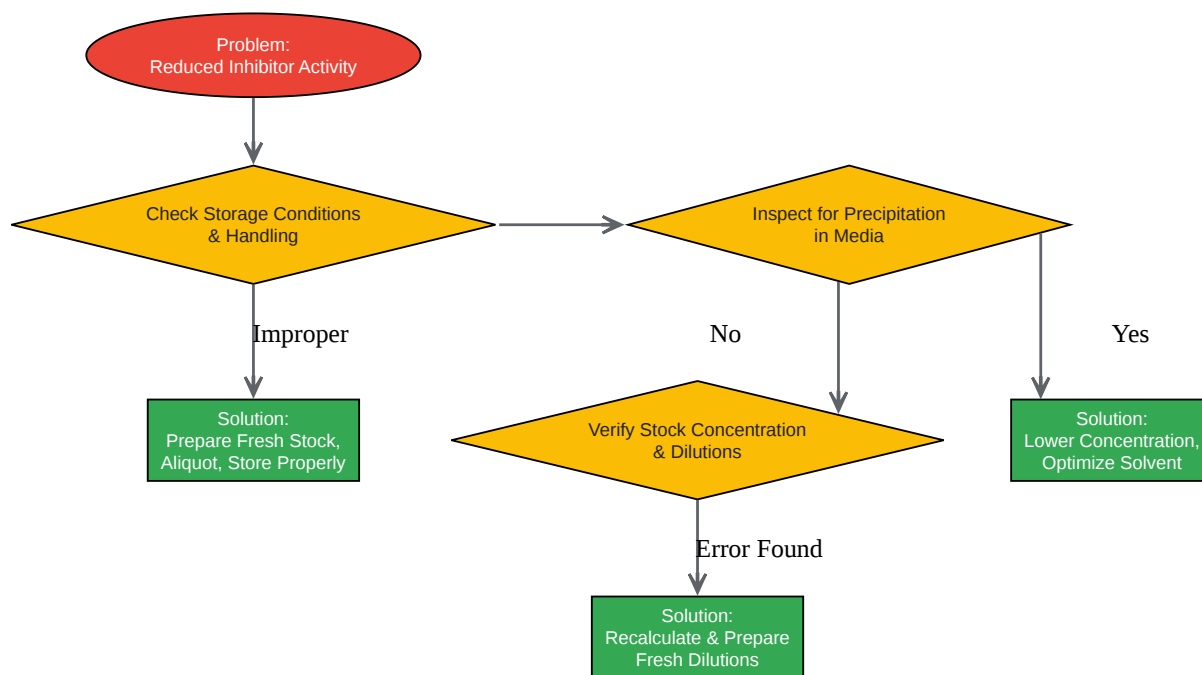 Problem:
Reduced Inhibitor Activity
Check Storage Conditions
& Handling
Inspect for Precipitation
in Media
Improper
No
Yes
Solution:
Prepare Fresh Stock,
Aliquot, Store Properly
Verify Stock Concentration
& Dilutions
Solution:
Lower Concentration,
Optimize Solvent
Error Found
Solution:
Recalculate & Prepare
Fresh Dilutions